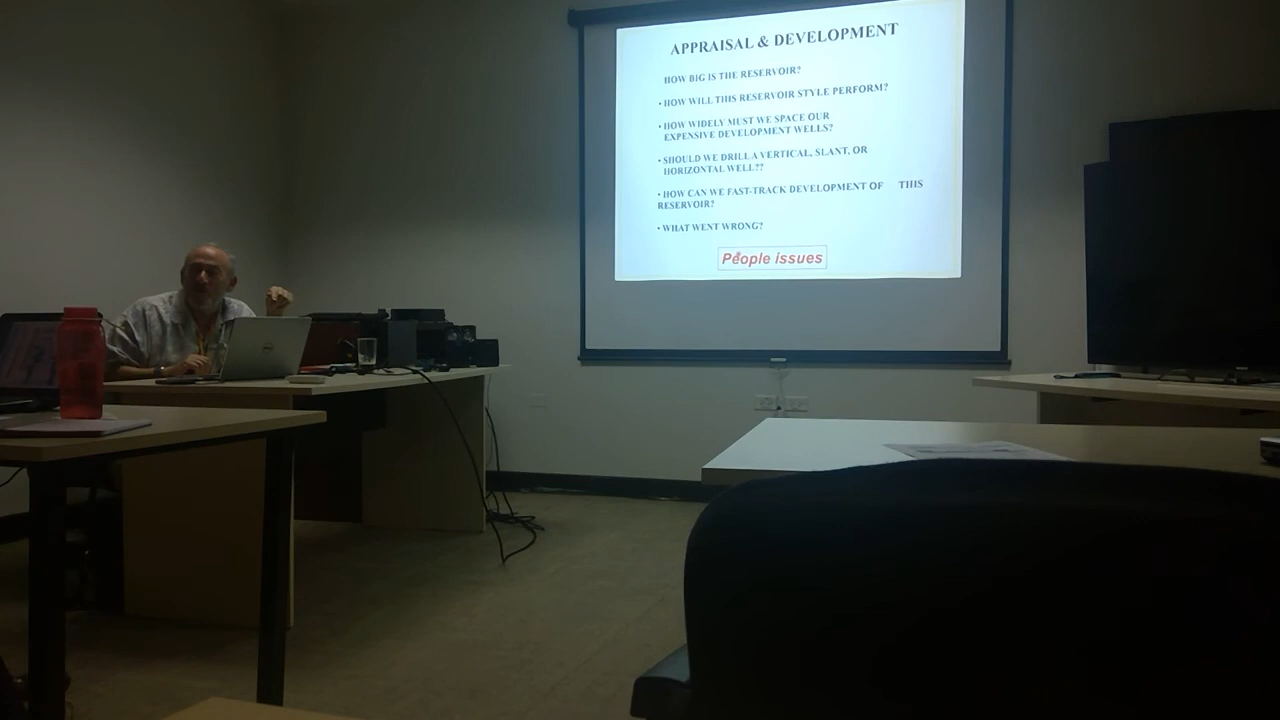 APPRAISAL & DEVELOPMENT
HOW BIG IS THE RESERVOIR?
• HOW WILL THIS RESERVOIR STYLE PERFORM?
• HOW WIDELY MUST WE SPACE OUR
EXPENSIVE DEVELOPMENT WELLS?
• SHOULD WE DRILL A VERTICAL, SLANT, OR
HORIZONTAL WELL??
• HOW CAN WE FAST-TRACK DEVELOPMENT OF THIS
RESERVOIR?
• WHAT WENT WRONG?
People issues